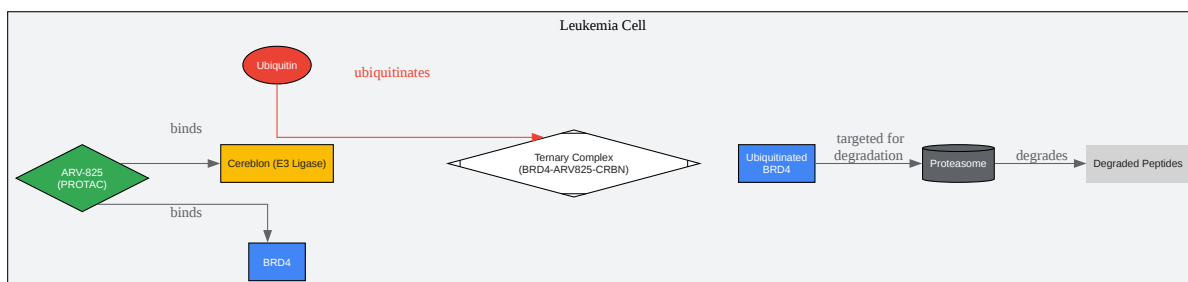 Leukemia Cell
Ubiquitin
ubiquitinates
binds
ARV-825
(PROTAC)
Cereblon (E3 Ligase)
binds
BRD4
Ternary Complex
(BRD4-ARV825-CRBN)
Ubiquitinated
BRD4
targeted for
degradation
Proteasome
degrades
Degraded Peptides